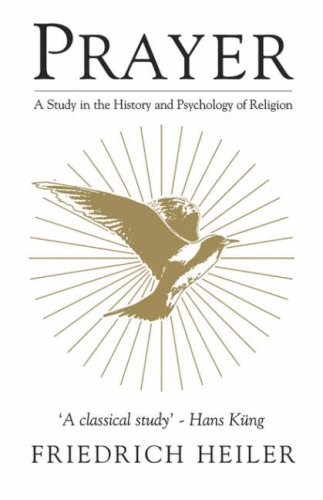 PRAYER
A Study in the History and Psychology of Religion
‘A classical study’ - Hans Küng
FRIEDRICH HEILER